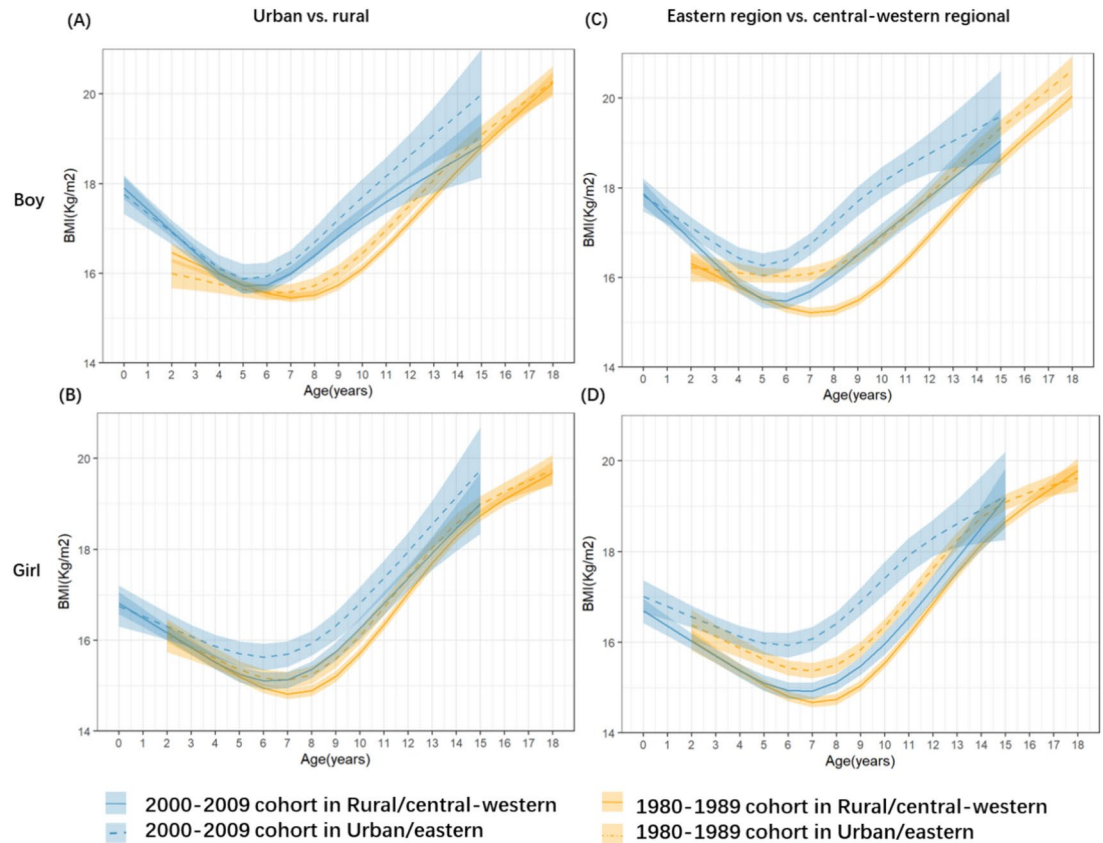 (A)
Urban vs. rural
(C)
Eastern region vs. central-western regional
Boy
BMI(Kg/m2)
20
18
16
14
0 1 2 3 4 5 6 7 8 9 10 11 12 13 14 15 16 17 18
Age(years)
BMI(Kg/m2)
20
18
16
14
0 1 2 3 4 5 6 7 8 9 10 11 12 13 14 15 16 17 18
Age(years)
(B)
(D)
Girl
BMI(Kg/m2)
20
18
16
14
0 1 2 3 4 5 6 7 8 9 10 11 12 13 14 15 16 17 18
Age(years)
BMI(Kg/m2)
20
18
16
14
0 1 2 3 4 5 6 7 8 9 10 11 12 13 14 15 16 17 18
Age(years)
2000-2009 cohort in Rural/central-western
2000-2009 cohort in Urban/eastern
1980-1989 cohort in Rural/central-western
1980-1989 cohort in Urban/eastern